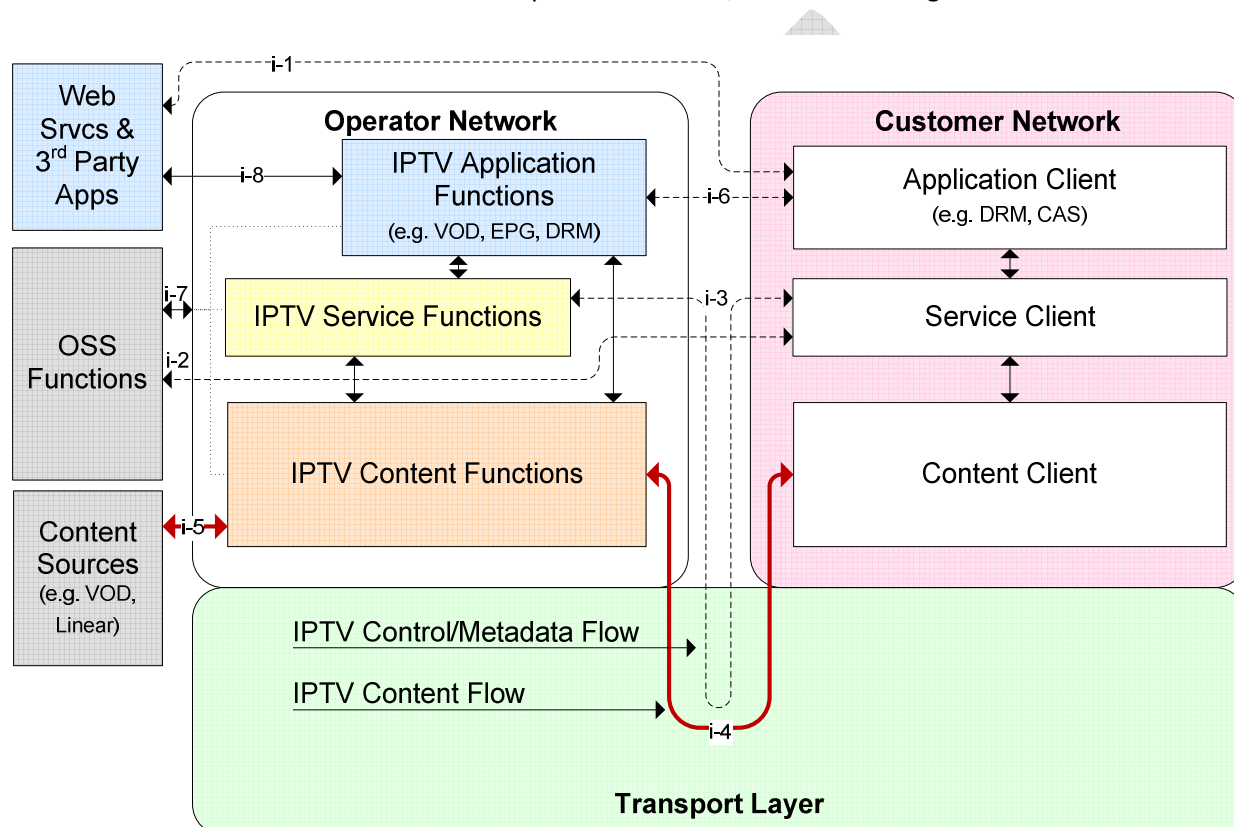 i-1
Web
Srvcs &
3rd Party
Apps
Operator Network
Customer Network
IPTV Application
Functions
(e.g. VOD, EPG, DRM)
i-8
i-6
Application Client
(e.g. DRM, CAS)
OSS
Functions
i-7
i-2
IPTV Service Functions
i-3
Service Client
IPTV Content Functions
Content Client
Content
Sources
(e.g. VOD,
Linear)
i-5
IPTV Control/Metadata Flow
IPTV Content Flow
i-4
Transport Layer